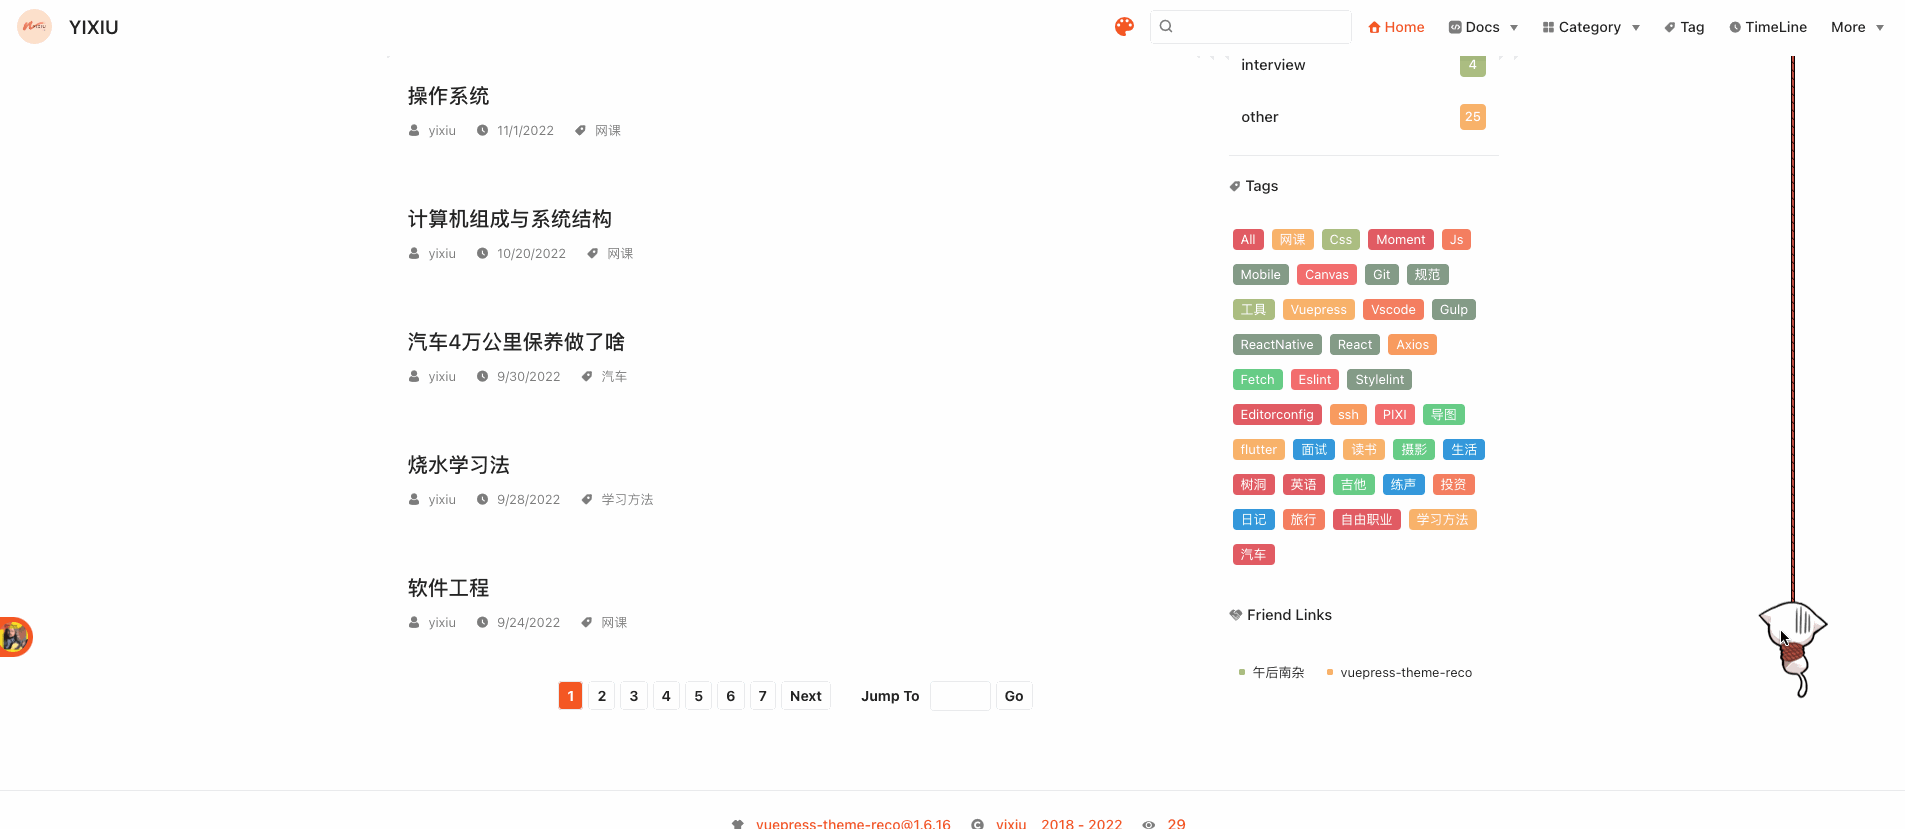 YIXIU
Home Docs Category Tag TimeLine More
操作系统
yixiu 11/1/2022 网课
计算机组成与系统结构
yixiu 10/20/2022 网课
汽车4万公里保养做了啥
yixiu 9/30/2022 汽车
烧水学习法
yixiu 9/28/2022 学习方法
软件工程
yixiu 9/24/2022 网课
1 2 3 4 5 6 7 Next Jump To Go
interview 4
other 25
Tags
All 网课 Css Moment Js
Mobile Canvas Git 规范
工具 Vuepress Vscode Gulp
ReactNative React Axios
Fetch Eslint Stylelint
Editorconfig ssh PIXI 导图
flutter 面试 读书 摄影 生活
树洞 英语 吉他 练声 投资
日记 旅行 自由职业 学习方法
汽车
Friend Links
午后南杂 vuepress-theme-reco
vuepress-theme-reco@1.6.16 yixiu 2018 - 2022 29